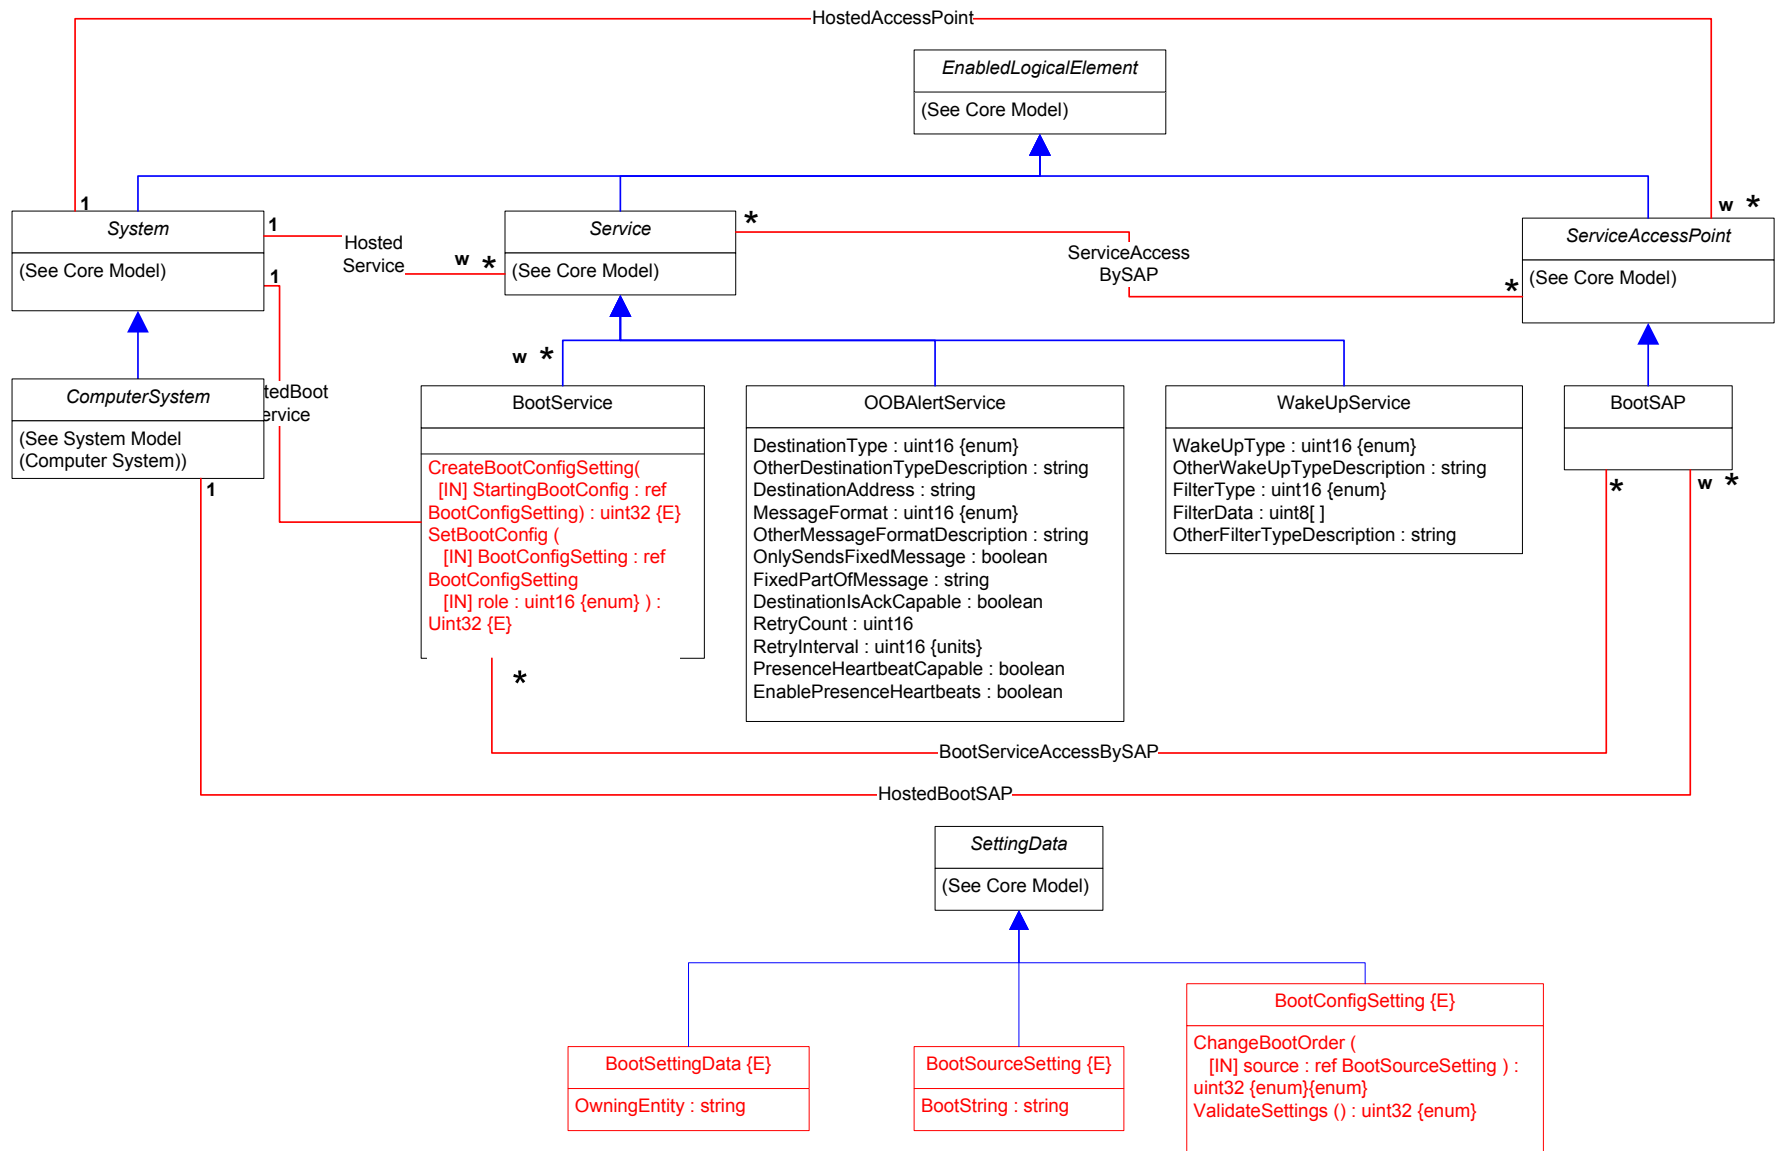 HostedAccessPoint
EnabledLogicalElement
(See Core Model)
1
w *
System
(See Core Model)
1
1
Hosted
Service
w *
Service
(See Core Model)
*
ServiceAccess
BySAP
*
ServiceAccessPoint
(See Core Model)
ComputerSystem
(See System Model
(Computer System))
1
tedBoot
ervice
w *
BootService
CreateBootConfigSetting(
[IN] StartingBootConfig : ref
BootConfigSetting) : uint32 {E}
SetBootConfig (
[IN] BootConfigSetting : ref
BootConfigSetting
[IN] role : uint16 {enum} ) :
Uint32 {E}
*
OOBAlertService
DestinationType : uint16 {enum}
OtherDestinationTypeDescription : string
DestinationAddress : string
MessageFormat : uint16 {enum}
OtherMessageFormatDescription : string
OnlySendsFixedMessage : boolean
FixedPartOfMessage : string
DestinationIsAckCapable : boolean
RetryCount : uint16
RetryInterval : uint16 {units}
PresenceHeartbeatCapable : boolean
EnablePresenceHeartbeats : boolean
WakeUpService
WakeUpType : uint16 {enum}
OtherWakeUpTypeDescription : string
FilterType : uint16 {enum}
FilterData : uint8[ ]
OtherFilterTypeDescription : string
BootSAP
*
w *
BootServiceAccessBySAP
HostedBootSAP
SettingData
(See Core Model)
BootSettingData {E}
OwningEntity : string
BootSourceSetting {E}
BootString : string
BootConfigSetting {E}
ChangeBootOrder (
[IN] source : ref BootSourceSetting ) :
uint32 {enum}{enum}
ValidateSettings () : uint32 {enum}